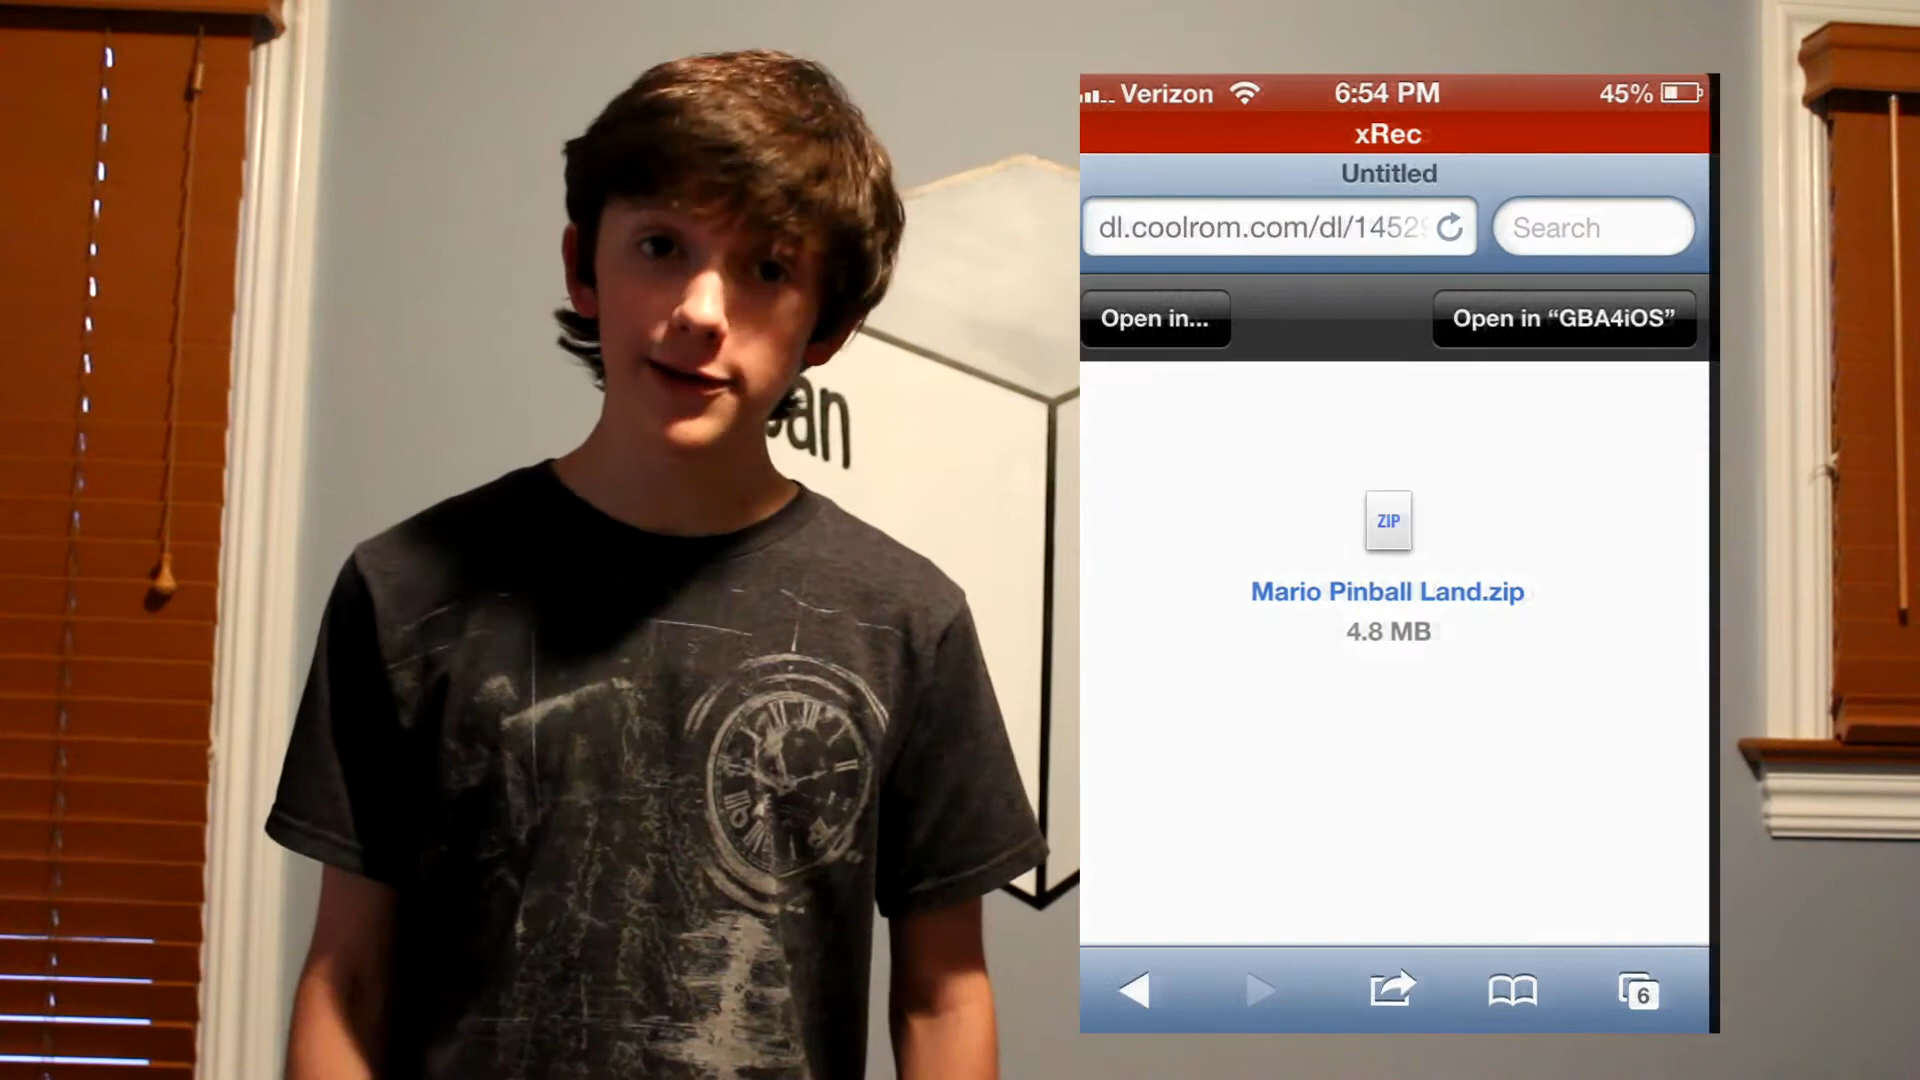 Verizon 6:54 PM 45%
xRec
Untitled
dl.coolrom.com/dl/1452 Search
Open in... Open in “GBA4iOS”
ZIP
Mario Pinball Land.zip
4.8 MB
6